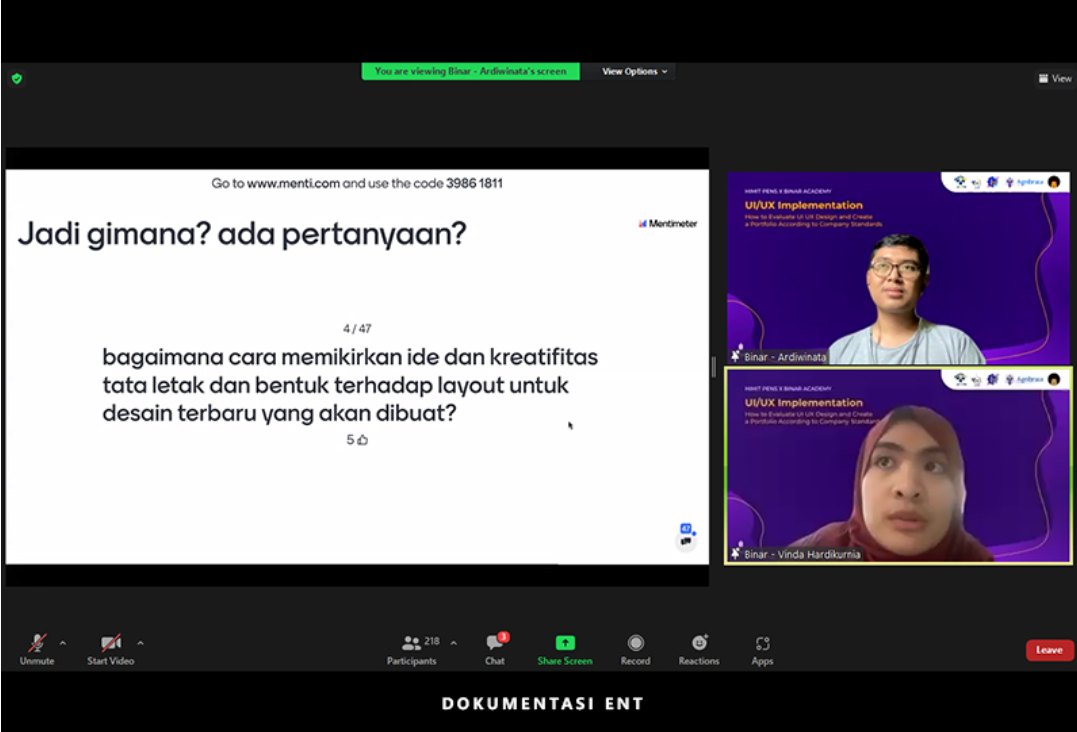 You are viewing Binar - Ardiwinata's screen
View Options
View
Go to www.menti.com and use the code 3986 1811
Jadi gimana? ada pertanyaan?
Mentimeter
4 / 47
bagaimana cara memikirkan ide dan kreatifitas
tata letak dan bentuk terhadap layout untuk
desain terbaru yang akan dibuat?
5
47
HIMIT PENS X BINAR ACADEMY
UI/UX Implementation
How to Evaluate UI UX Design and Create
a Portfolio According to Company Standards
Binar - Ardiwinata
HIMIT PENS X BINAR ACADEMY
UI/UX Implementation
How to Evaluate UI UX Design and Create
a Portfolio According to Company Standards
Binar - Vinda Hardikurnia
Unmute
Start Video
218
Participants
3
Chat
Share Screen
Record
Reactions
Apps
Leave
DOKUMENTASI ENT